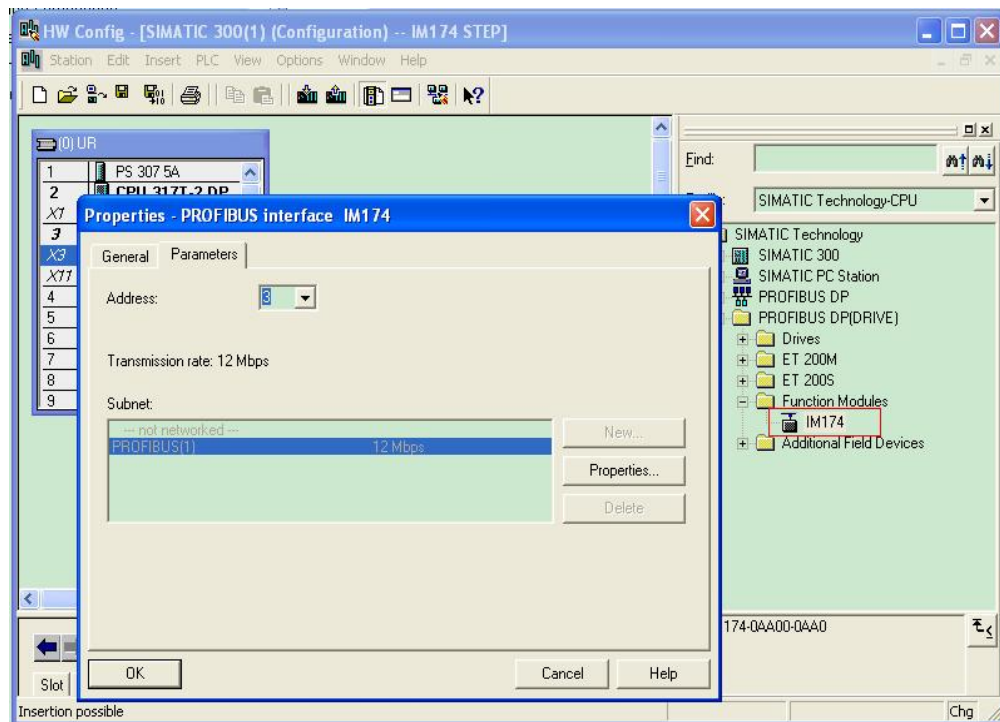 HW Config - [SIMATIC 300(1) (Configuration) -- IM174 STEP]
Station Edit Insert PLC View Options Window Help
(0) UR
1 PS 307 5A
2 CPU 317T-2 DP
X1
3
X3
X11
4
5
6
7
8
9
Find:
SIMATIC Technology-CPU
SIMATIC Technology
SIMATIC 300
SIMATIC PC Station
PROFIBUS DP
PROFIBUS DP(DRIVE)
Drives
ET 200M
ET 200S
Function Modules
IM174
Additional Field Devices
Properties - PROFIBUS interface IM174
General Parameters
Address: 3
Transmission rate: 12 Mbps
Subnet:
--- not networked ---
PROFIBUS(1) 12 Mbps
New...
Properties...
Delete
OK Cancel Help
174-0AA00-0AA0
Slot
Insertion possible
Chg